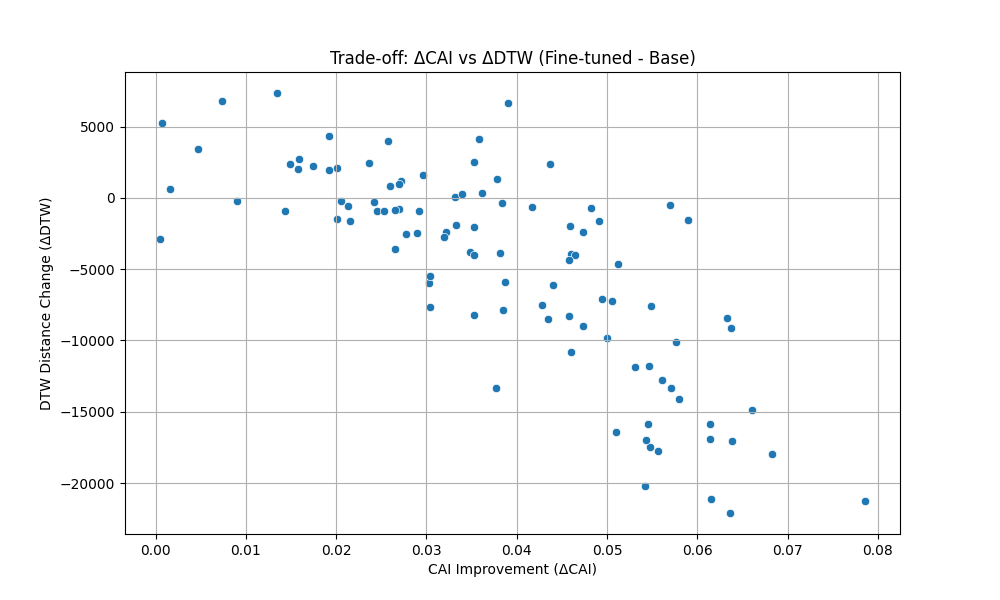 Trade-off: ΔCAI vs ΔDTW (Fine-tuned - Base)
DTW Distance Change (ΔDTW)
5000
0
−5000
−10000
−15000
−20000
0.00 0.01 0.02 0.03 0.04 0.05 0.06 0.07 0.08
CAI Improvement (ΔCAI)